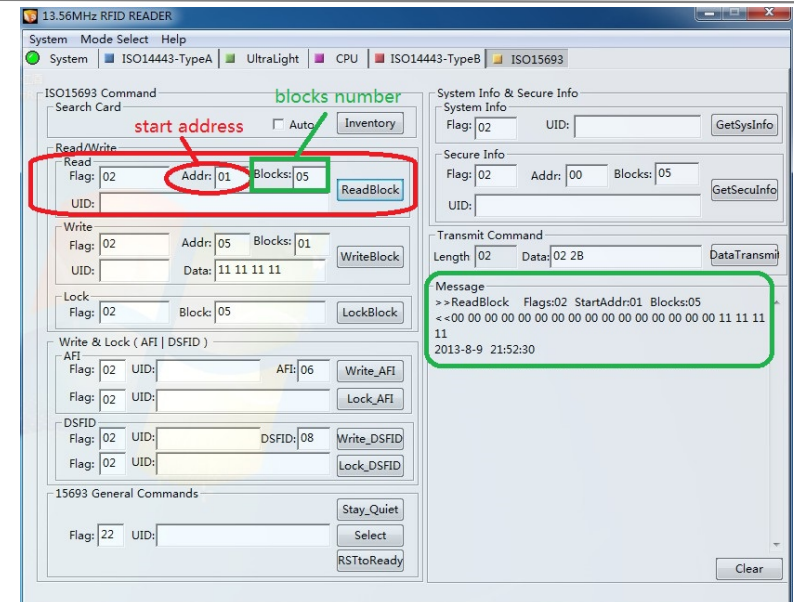 13.56MHz RFID READER
System Mode Select Help
System ISO14443-TypeA UltraLight CPU ISO14443-TypeB ISO15693
ISO15693 Command
Search Card
blocks number
start address
Auto
Inventory
Read/Write
Read
Flag: 02 Addr: 01 Blocks: 05
ReadBlock
UID:
Write
Flag: 02 Addr: 05 Blocks: 01
WriteBlock
UID: Data: 11 11 11 11
Lock
Flag: 02 Block: 05 LockBlock
Write & Lock ( AFI | DSFID )
AFI
Flag: 02 UID: AFI: 06 Write_AFI
Flag: 02 UID: Lock_AFI
DSFID
Flag: 02 UID: DSFID: 08 Write_DSFID
Flag: 02 UID: Lock_DSFID
15693 General Commands
Stay_Quiet
Flag: 22 UID: Select
RSTtoReady
System Info & Secure Info
System Info
Flag: 02 UID: GetSysInfo
Secure Info
Flag: 02 Addr: 00 Blocks: 05
GetSecuInfo
UID:
Transmit Command
Length 02 Data: 02 2B DataTransmit
Message
>>ReadBlock Flags:02 StartAddr:01 Blocks:05
<<00 00 00 00 00 00 00 00 00 00 00 00 00 00 00 00 11 11 11
11
2013-8-9 21:52:30
Clear